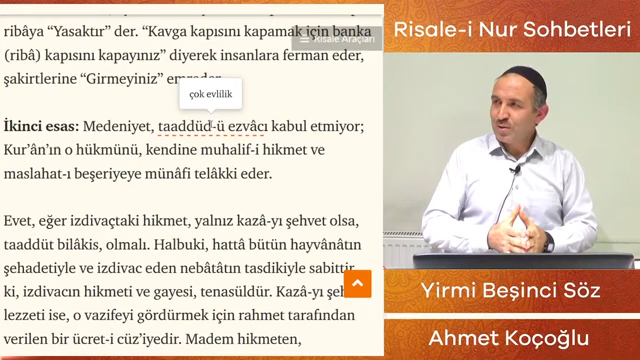 ribâya “Yasaktır” der. “Kavga kapısını kapamak için banka
(ribâ) kapısını kapayınız” diyerek insanlara ferman eder,
Risale Araçları
şakirtlerine “Girmeyiniz” emreder.
çok evlilik
İkinci esas: Medeniyet, taaddüd-ü ezvâcı kabul etmiyor;
Kur’ân’ın o hükmünü, kendine muhalif-i hikmet ve
maslahat-ı beşeriyeye münâfi telâkki eder.
Evet, eğer izdivaçtaki hikmet, yalnız kazâ-yı şehvet olsa,
taaddüt bilâkis, olmalı. Halbuki, hattâ bütün hayvânâtın
şehadetiyle ve izdivac eden nebâtâtın tasdikiyle sabittir
ki, izdivacın hikmeti ve gayesi, tenasüldür. Kazâ-yı
lezzeti ise, o vazifeyi gördürmek için rahmet tarafından
verilen bir ücret-i cüz’iyedir. Madem hikmeten,
Risale-i Nur Sohbetleri
Yirmi Beşinci Söz
Ahmet Koçoğlu